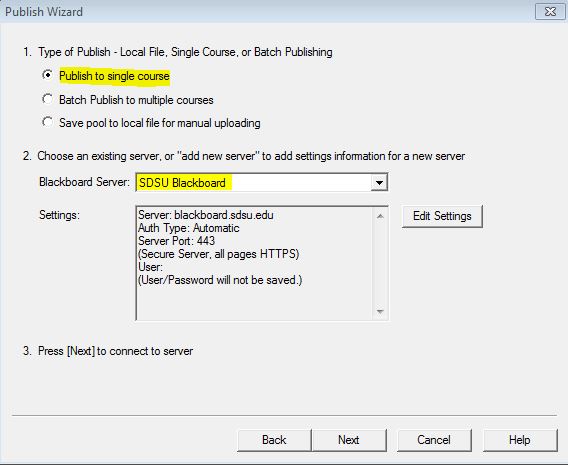 Publish Wizard
1. Type of Publish - Local File, Single Course, or Batch Publishing
Publish to single course
Batch Publish to multiple courses
Save pool to local file for manual uploading
2. Choose an existing server, or "add new server" to add settings information for a new server
Blackboard Server: SDSU Blackboard
Settings:
Server: blackboard.sdsu.edu
Auth Type: Automatic
Server Port: 443
(Secure Server, all pages HTTPS)
User:
(User/Password will not be saved.)
Edit Settings
3. Press [Next] to connect to server
Back Next Cancel Help